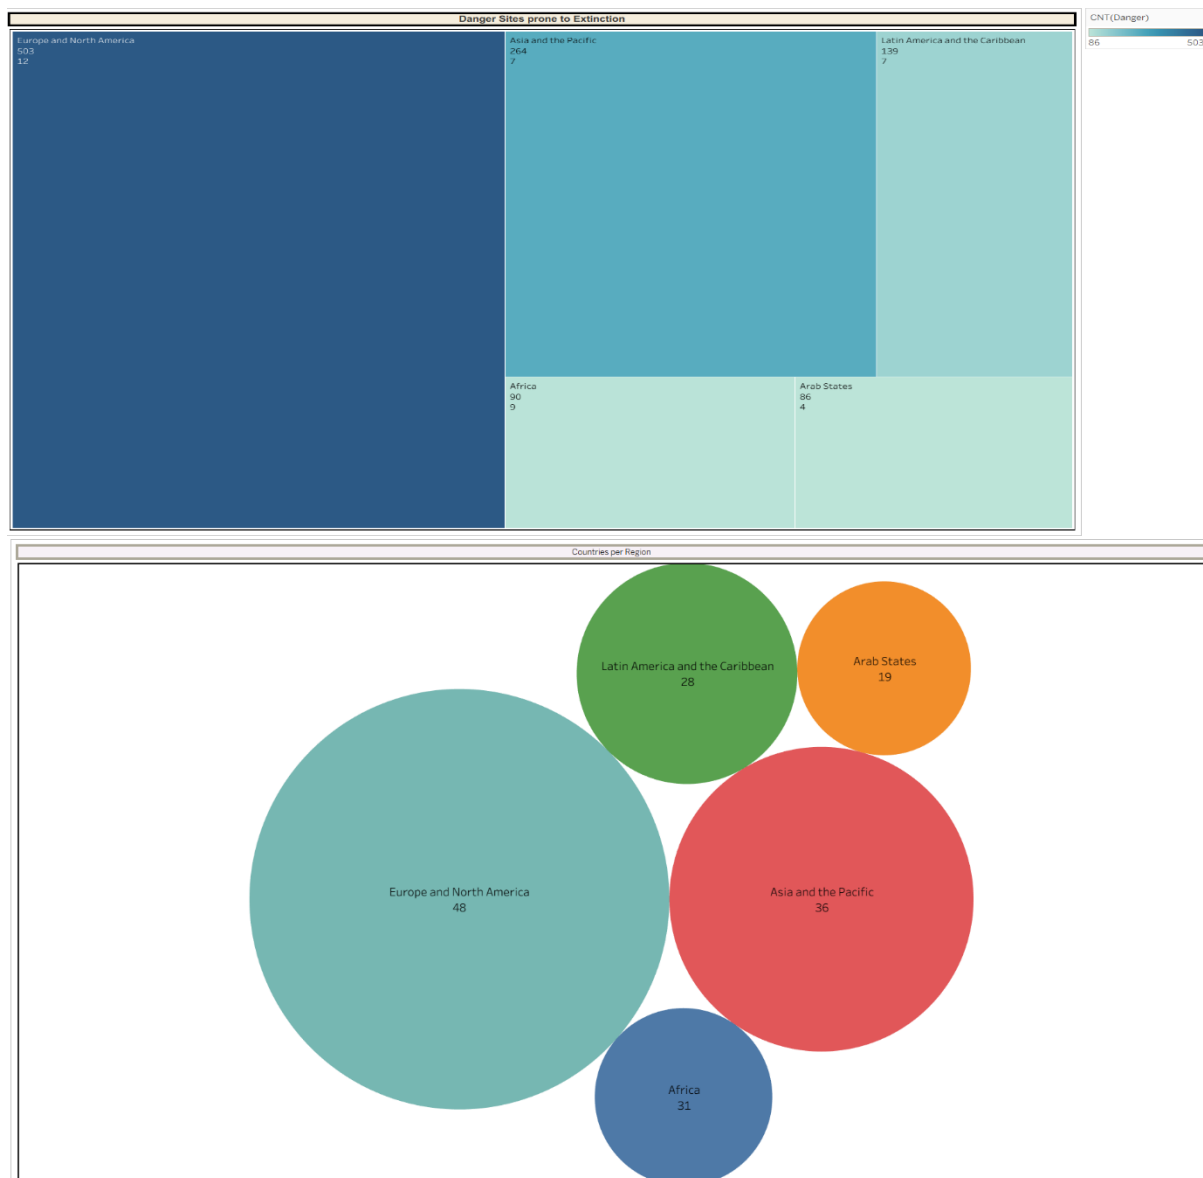 Danger Sites prone to Extinction
CNT(Danger)
86 503
Europe and North America
503
12
Asia and the Pacific
264
7
Latin America and the Caribbean
139
7
Africa
90
9
Arab States
86
4
Countries per Region
Latin America and the Caribbean
28
Arab States
19
Europe and North America
48
Asia and the Pacific
36
Africa
31